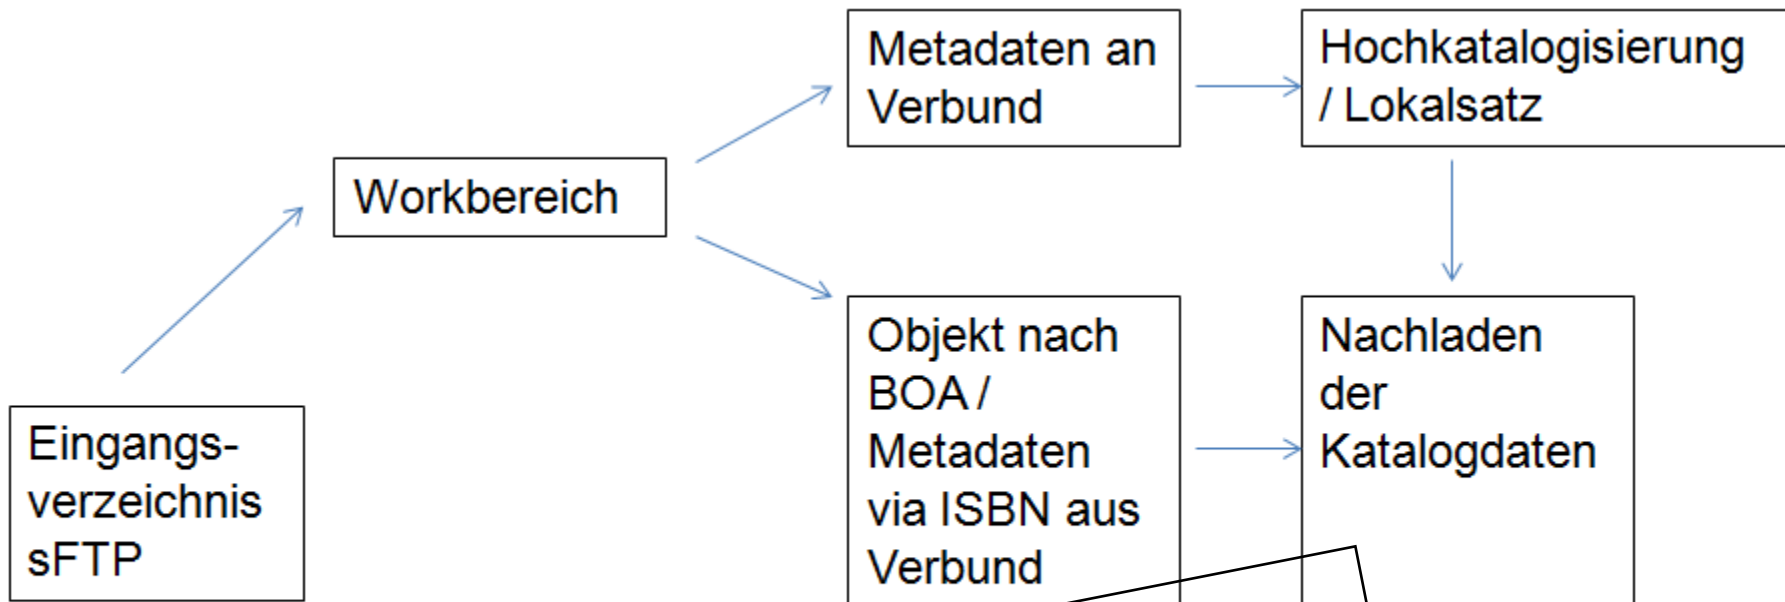 Metadaten an
Verbund
Hochkatalogisierung
/ Lokalsatz
Workbereich
Eingangs-
verzeichnis
sFTP
Objekt nach
BOA /
Metadaten
via ISBN aus
Verbund
Nachladen
der
Katalogdaten